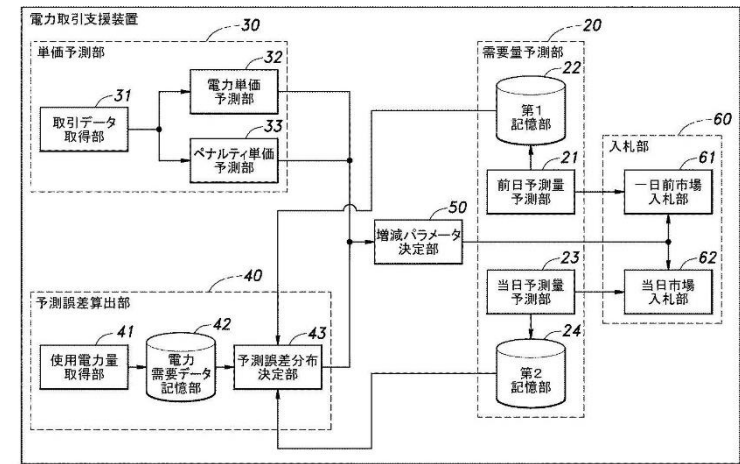 電力取引支援装置
30
単価予測部
31
取引データ
取得部
32
電力単価
予測部
33
ペナルティ単価
予測部
20
需要量予測部
22
第1
記憶部
21
前日予測量
予測部
60
入札部
61
一日前市場
入札部
50
増減パラメータ
決定部
23
当日予測量
予測部
62
当日市場
入札部
24
第2
記憶部
40
予測誤差算出部
41
使用電力量
取得部
42
電力
需要データ
記憶部
43
予測誤差分布
決定部